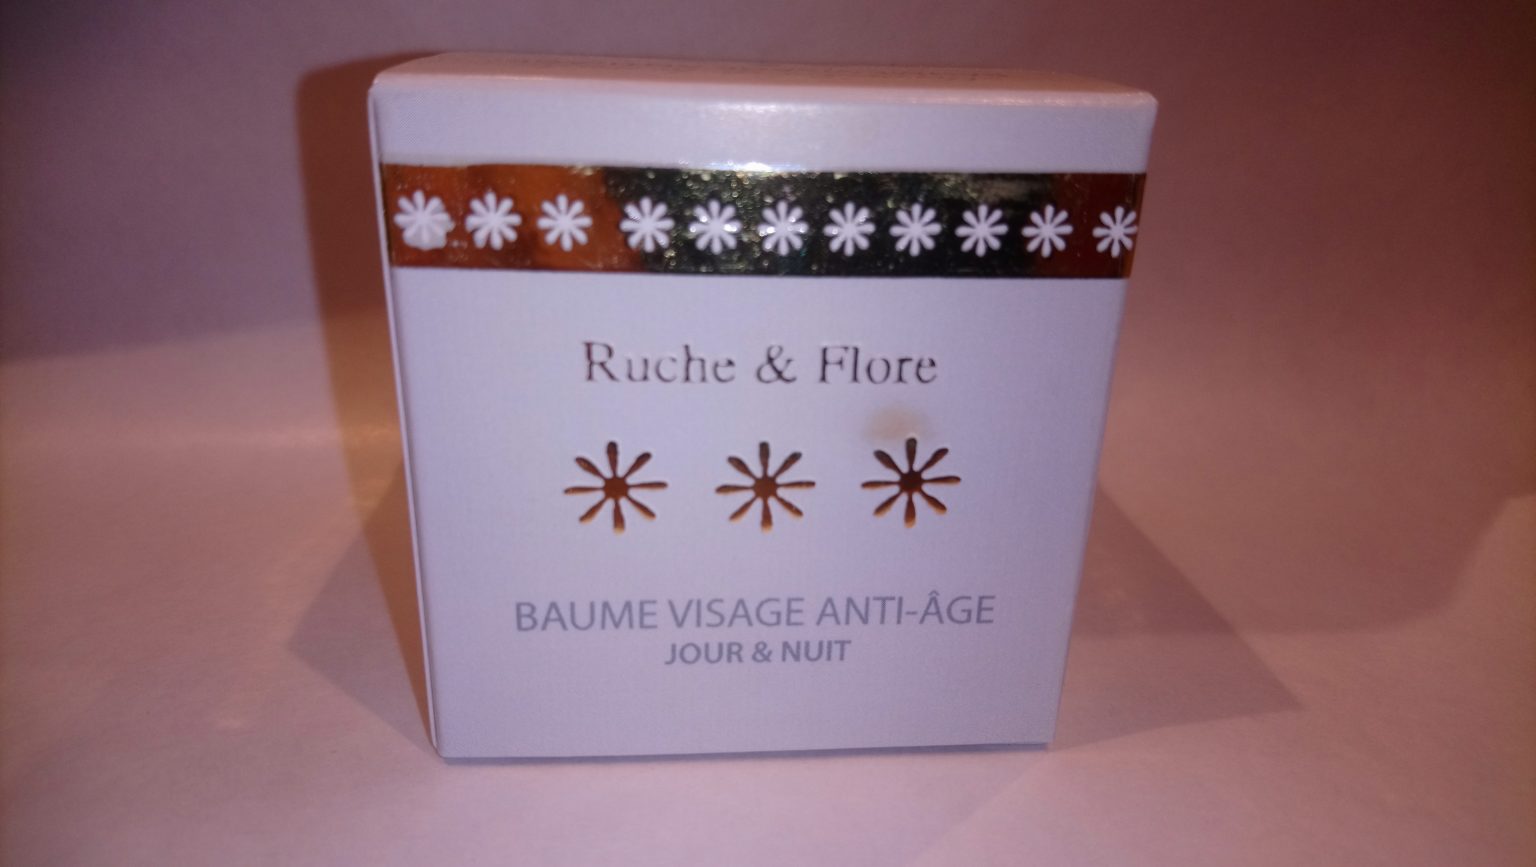 Ruche & Flore
BAUME VISAGE ANTI-ÂGE
JOUR & NUIT